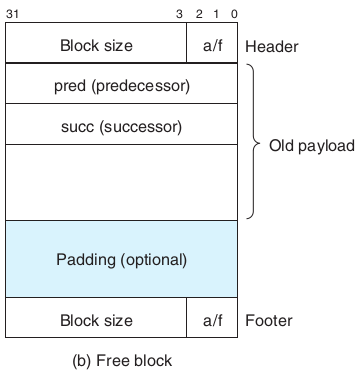 31 3 2 1 0
Block size a/f Header
pred (predecessor)
succ (successor)
Old payload
Padding (optional)
Block size a/f Footer
(b) Free block